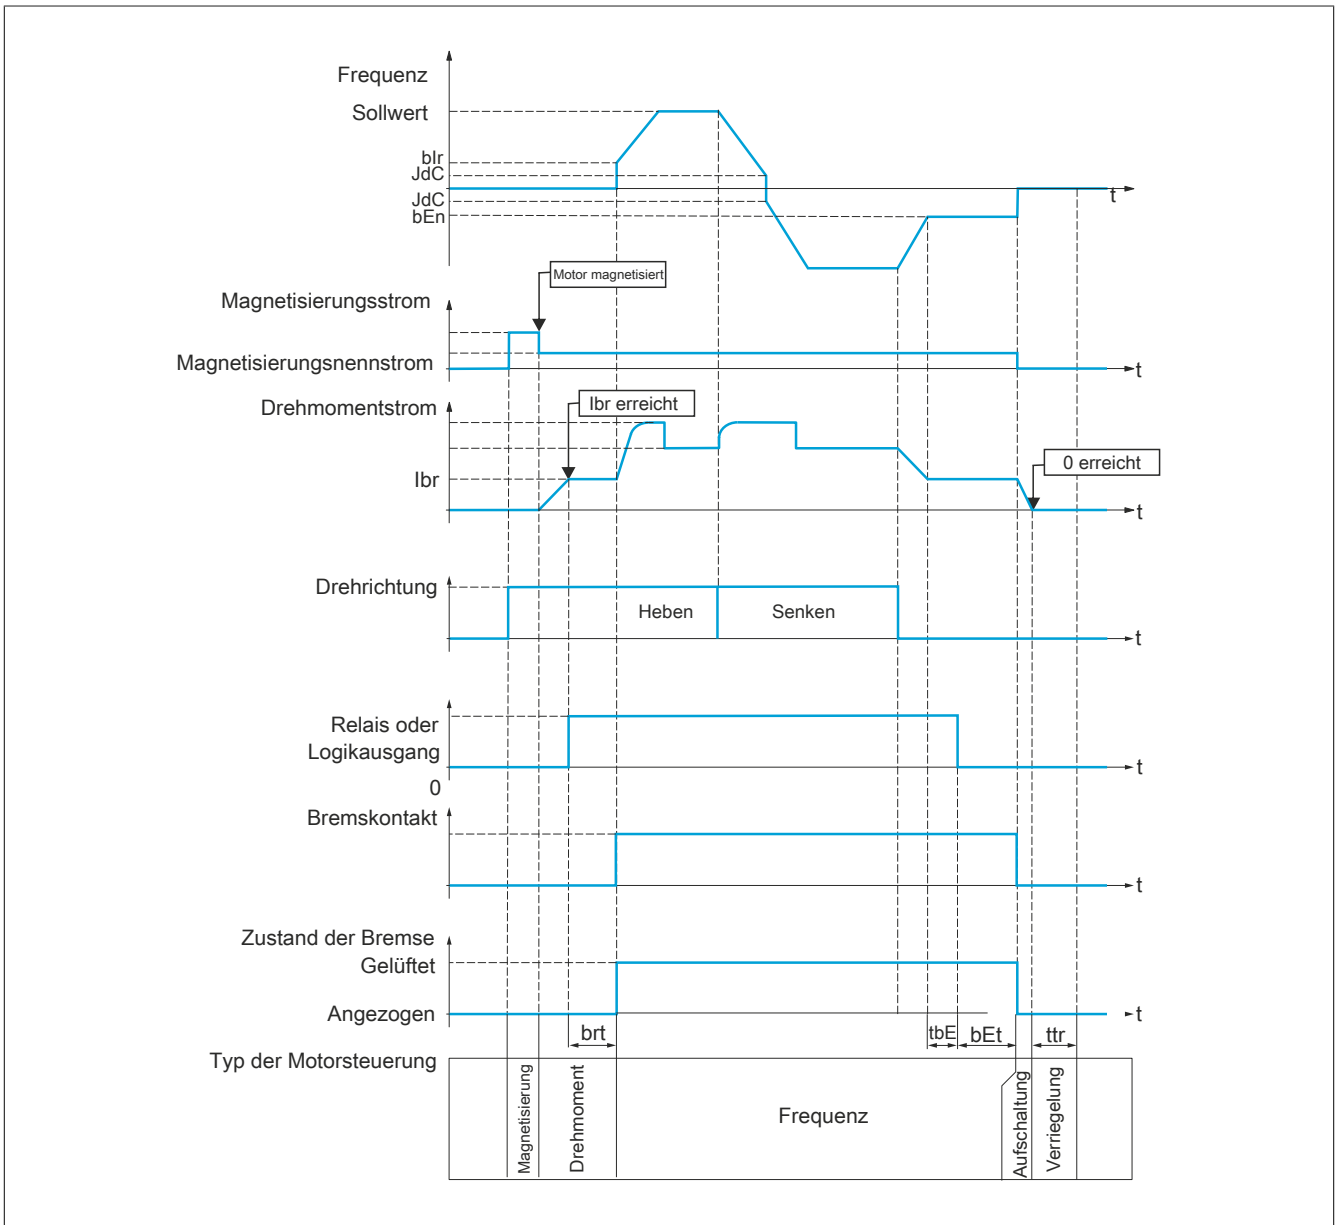 Frequenz
Sollwert
bIr
JdC
JdC
bEn
t
Motor magnetisiert
Magnetisierungsstrom
Magnetisierungsnennstrom
t
Drehmomentstrom
Ibr erreicht
0 erreicht
Ibr
t
Drehrichtung
Heben
Senken
t
Relais oder
Logikausgang
t
0
Bremskontakt
t
Zustand der Bremse
Gelüftet
Angezogen
t
brt
tbE
bEt
ttr
Typ der Motorsteuerung
Magnetisierung
Drehmoment
Frequenz
Aufschaltung
Verriegelung